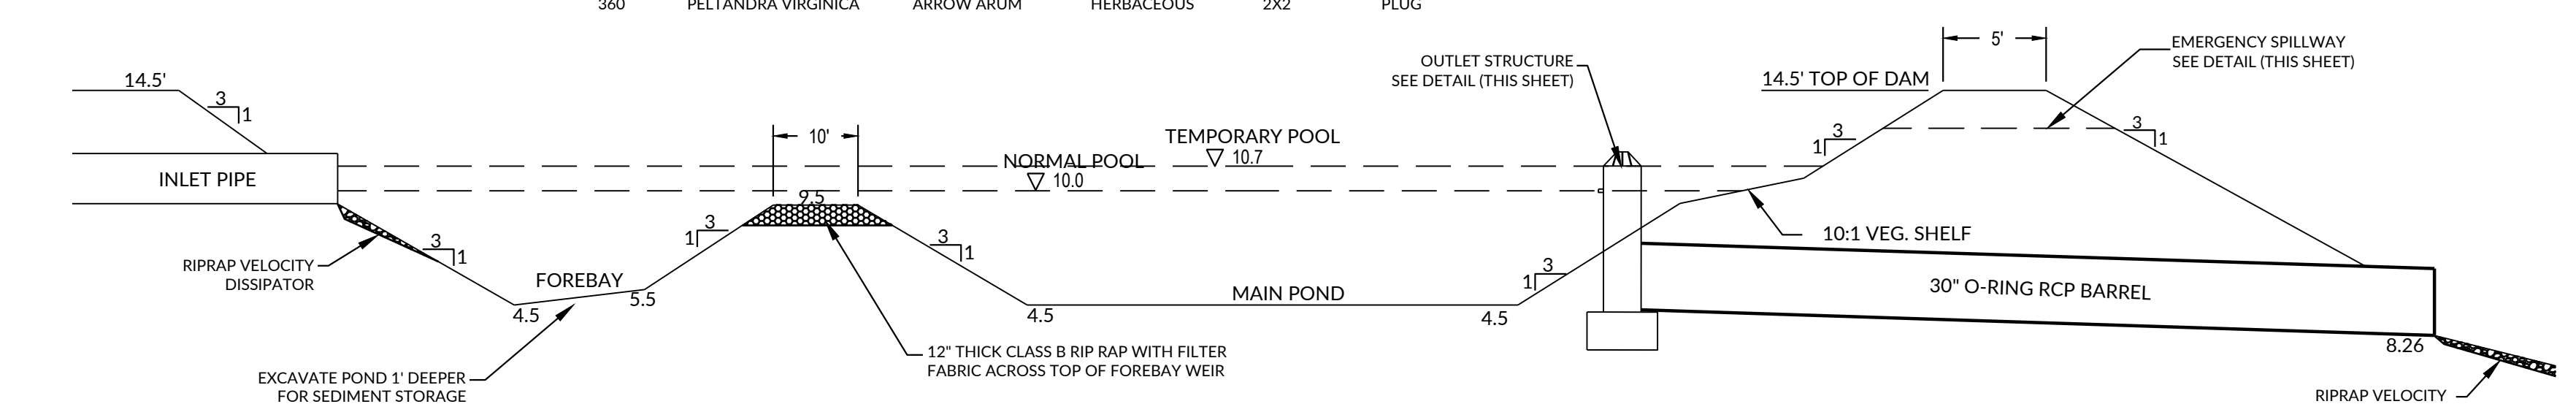 360 PELTANDRA VIRGINICA ARROW ARUM HERBACEOUS 2X2 PLUG
5'
EMERGENCY SPILLWAY
SEE DETAIL (THIS SHEET)
OUTLET STRUCTURE
SEE DETAIL (THIS SHEET)
14.5'
14.5' TOP OF DAM
3
1
10'
TEMPORARY POOL
10.7
3
1
3
1
NORMAL POOL
10.0
INLET PIPE
9.5
3
1
3
1
3
1
10:1 VEG. SHELF
RIPRAP VELOCITY
DISSIPATOR
FOREBAY
5.5
3
1
MAIN POND
30" O-RING RCP BARREL
4.5
4.5
4.5
8.26
12" THICK CLASS B RIP RAP WITH FILTER
FABRIC ACROSS TOP OF FOREBAY WEIR
EXCAVATE POND 1' DEEPER
FOR SEDIMENT STORAGE
RIPRAP VELOCITY